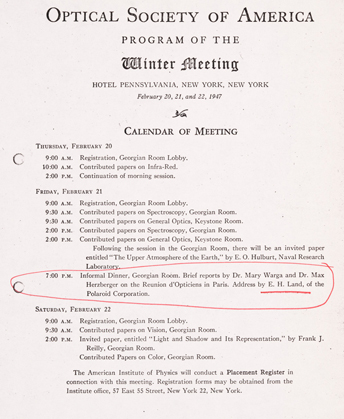 OPTICAL SOCIETY OF AMERICA
PROGRAM OF THE
Winter Meeting
HOTEL PENNSYLVANIA, NEW YORK, NEW YORK
February 20, 21, and 22, 1947
CALENDAR OF MEETING
THURSDAY, FEBRUARY 20
9:00 A.M. Registration, Georgian Room Lobby.
10:00 A.M. Contributed papers on Infra-Red.
2:00 P.M. Continuation of morning session.
FRIDAY, FEBRUARY 21
9:00 A.M. Registration, Georgian Room Lobby.
9:30 A.M. Contributed papers on Spectroscopy, Georgian Room.
9:30 A.M. Contributed papers on General Optics, Keystone Room.
2:00 P.M. Contributed papers on Spectroscopy, Georgian Room.
2:00 P.M. Contributed papers on General Optics, Keystone Room.
Following the session in the Georgian Room, there will be an invited paper
entitled "The Upper Atmosphere of the Earth," by E. O. Hulburt, Naval Research
Laboratory.
7:00 P.M. Informal Dinner, Georgian Room. Brief reports by Dr. Mary Warga and Dr. Max
Herzberger on the Reunion d'Opticiens in Paris. Address by E. H. Land, of the
Polaroid Corporation.
SATURDAY, FEBRUARY 22
9:00 A.M. Registration, Georgian Room Lobby.
9:30 A.M. Contributed papers on Vision, Georgian Room.
2:00 P.M. Invited paper, entitled "Light and Shadow and Its Representation," by Frank J.
Reilly, Georgian Room.
Contributed Papers on Color, Georgian Room.
The American Institute of Physics will conduct a Placement Register in
connection with this meeting. Registration forms may be obtained from the
Institute office, 57 East 55 Street, New York 22, New York.